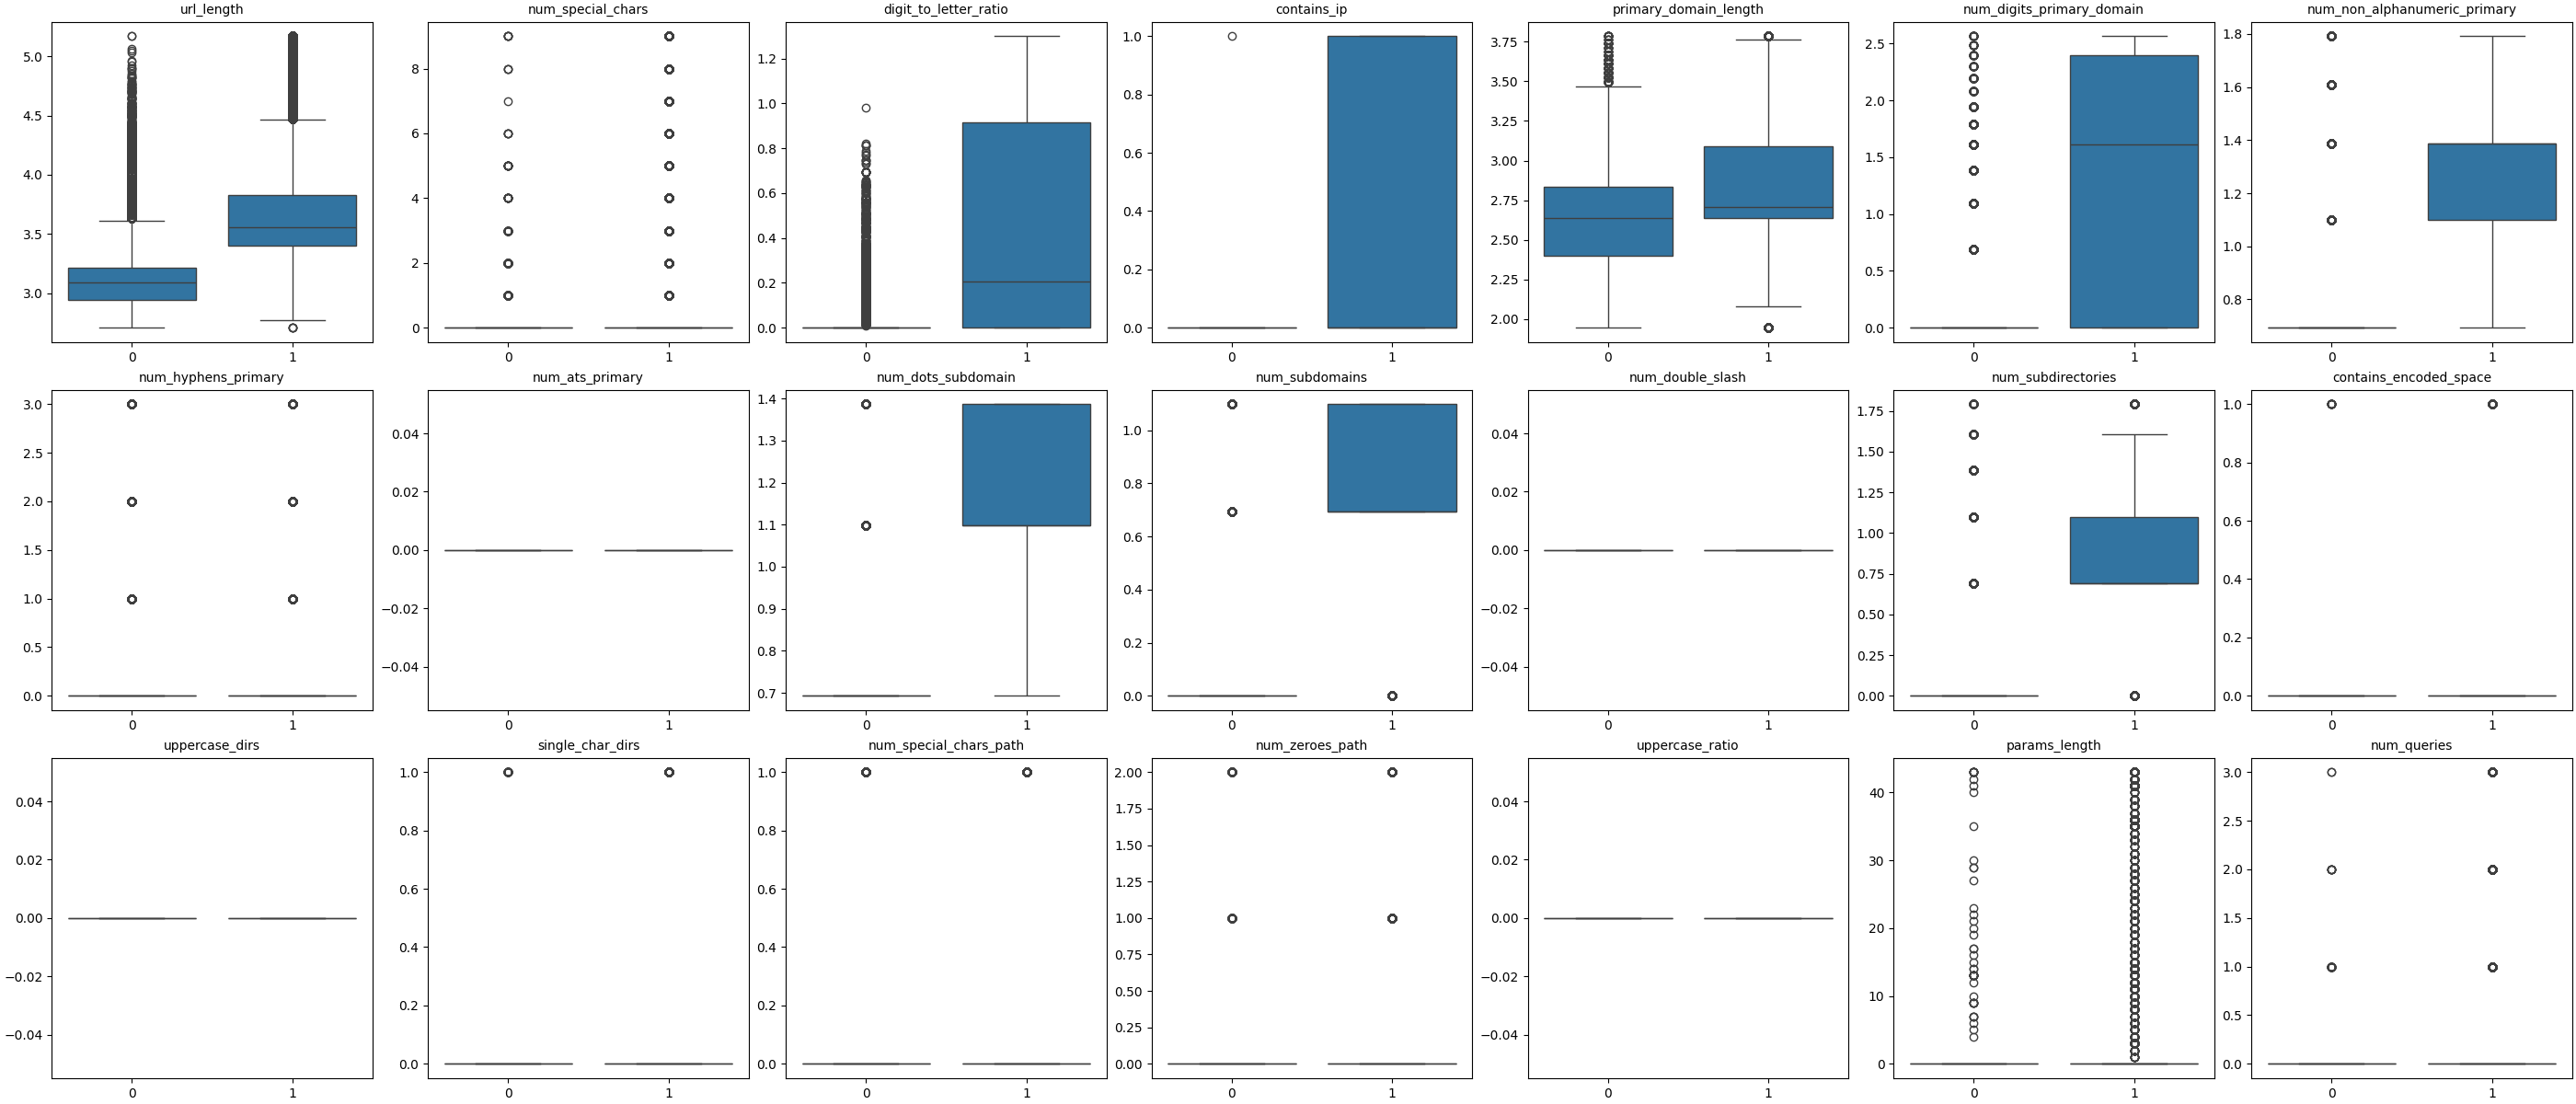 url_length num_special_chars digit_to_letter_ratio contains_ip primary_domain_length num_digits_primary_domain num_non_alphanumeric_primary
5.0 4.5 4.0 3.5 3.0
8 6 4 2 0
1.2 1.0 0.8 0.6 0.4 0.2 0.0
1.0 0.8 0.6 0.4 0.2 0.0
3.75 3.50 3.25 3.00 2.75 2.50 2.25 2.00
2.5 2.0 1.5 1.0 0.5 0.0
1.8 1.6 1.4 1.2 1.0 0.8
0 1 0 1 0 1 0 1 0 1 0 1 0 1
num_hyphens_primary num_ats_primary num_dots_subdomain num_subdomains num_double_slash num_subdirectories contains_encoded_space
3.0 2.5 2.0 1.5 1.0 0.5 0.0
0.04 0.02 0.00 −0.02 −0.04
1.4 1.3 1.2 1.1 1.0 0.9 0.8 0.7
1.0 0.8 0.6 0.4 0.2 0.0
0.04 0.02 0.00 −0.02 −0.04
1.75 1.50 1.25 1.00 0.75 0.50 0.25 0.00
1.0 0.8 0.6 0.4 0.2 0.0
0 1 0 1 0 1 0 1 0 1 0 1 0 1
uppercase_dirs single_char_dirs num_special_chars_path num_zeroes_path uppercase_ratio params_length num_queries
0.04 0.02 0.00 −0.02 −0.04
1.0 0.8 0.6 0.4 0.2 0.0
1.0 0.8 0.6 0.4 0.2 0.0
2.00 1.75 1.50 1.25 1.00 0.75 0.50 0.25 0.00
0.04 0.02 0.00 −0.02 −0.04
40 30 20 10 0
3.0 2.5 2.0 1.5 1.0 0.5 0.0
0 1 0 1 0 1 0 1 0 1 0 1 0 1